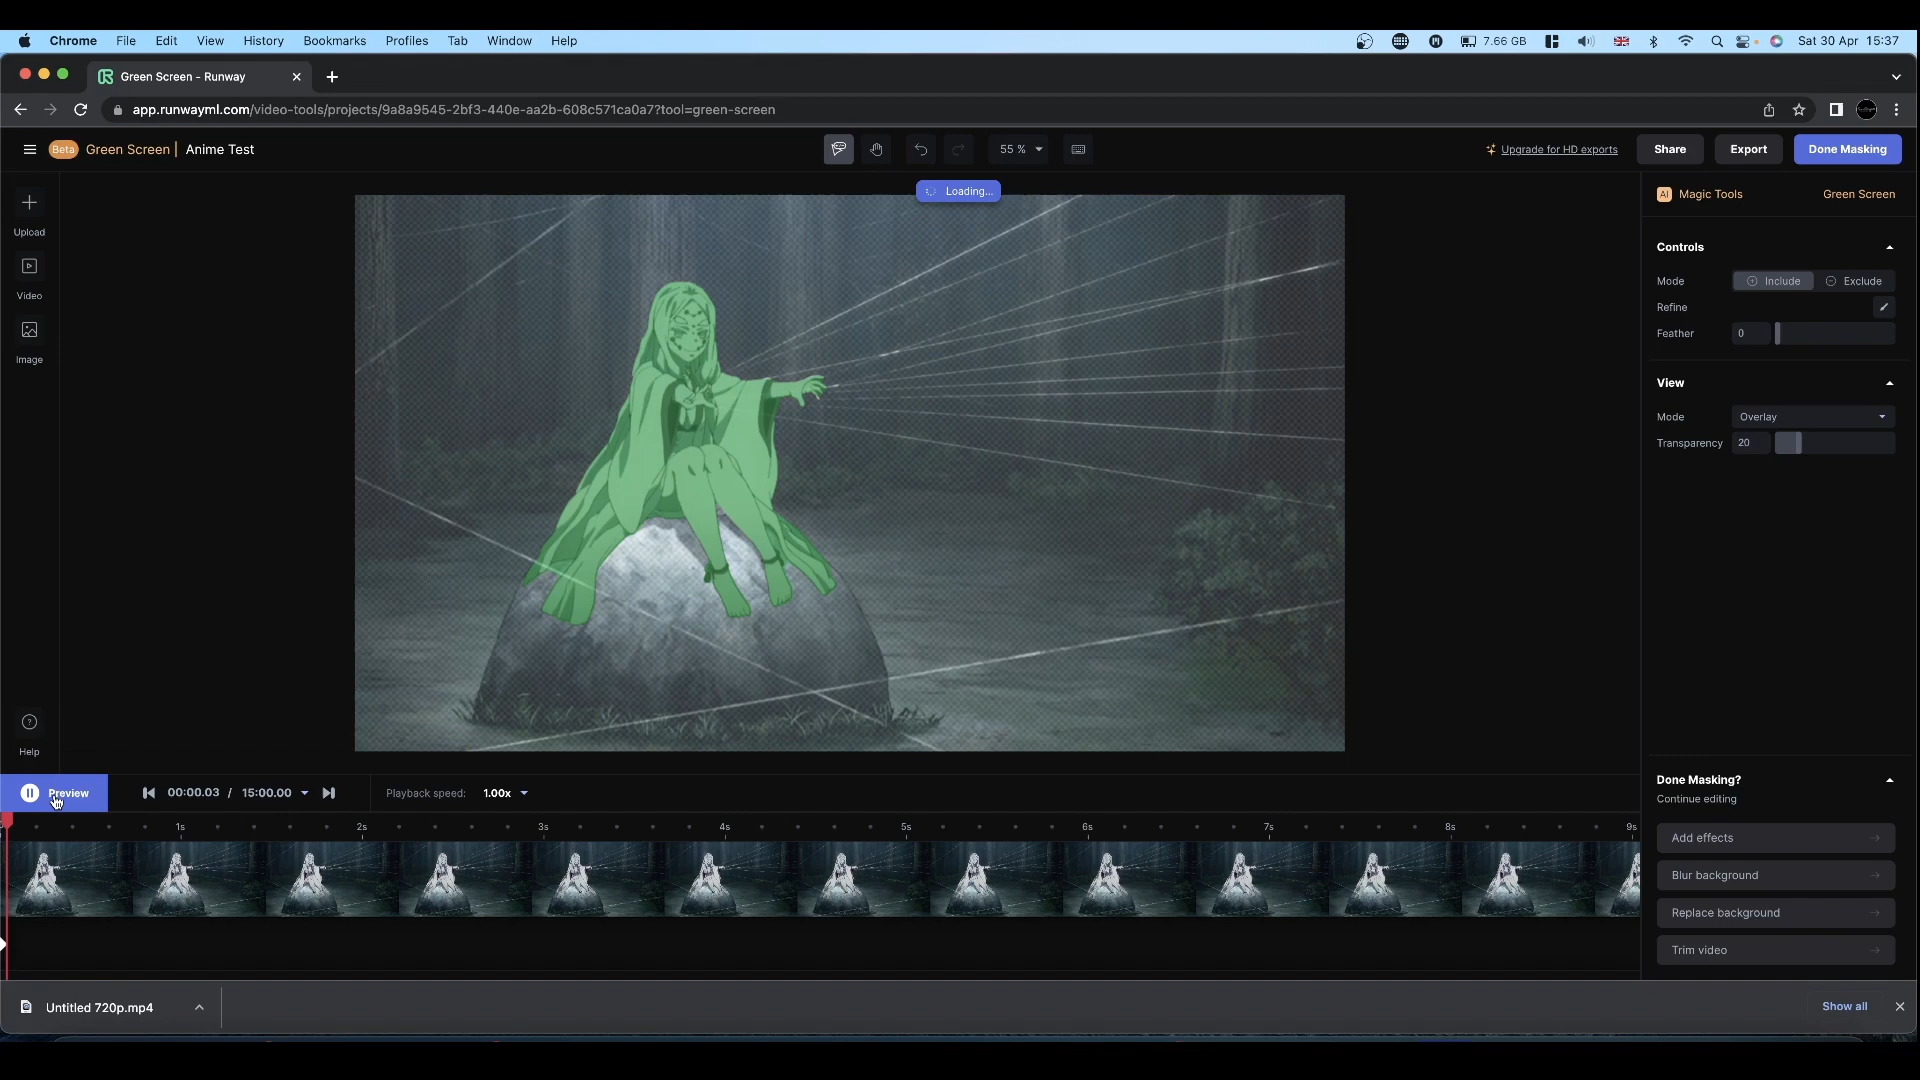 Chrome File Edit View History Bookmarks Profiles Tab Window Help 7.66 GB Sat 30 Apr 15:37
Green Screen - Runway
app.runwayml.com/video-tools/projects/9a8a9545-2bf3-440e-aa2b-608c571ca0a7?tool=green-screen
Beta Green Screen | Anime Test 55 % Upgrade for HD exports Share Export Done Masking
Loading...
AI Magic Tools Green Screen
Upload
Video
Image
Help
Controls
Mode Include Exclude
Refine
Feather 0
View
Mode Overlay
Transparency 20
Done Masking?
Continue editing
Add effects
Blur background
Replace background
Trim video
Preview 00:00.03 / 15:00.00 Playback speed: 1.00x
1s 2s 3s 4s 5s 6s 7s 8s 9s
Untitled 720p.mp4 Show all